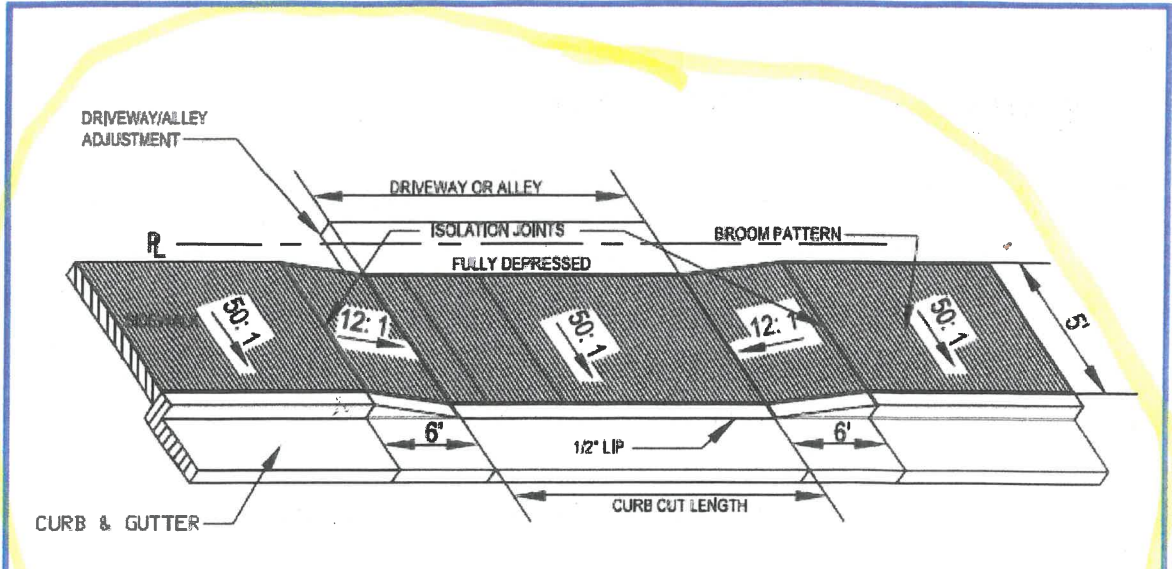 DRIVEWAY/ALLEY
ADJUSTMENT
DRIVEWAY OR ALLEY
ISOLATION JOINTS
BROOM PATTERN
PL
FULLY DEPRESSED
SIDEWALK
50: 1
12: 1
50: 1
12: 1
50: 1
5'
6'
1/2" LIP
6'
CURB CUT LENGTH
CURB & GUTTER